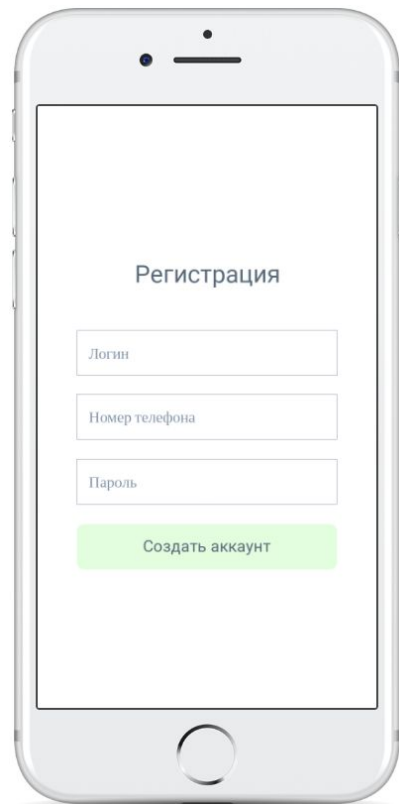 Регистрация
Логин
Номер телефона
Пароль
Создать аккаунт